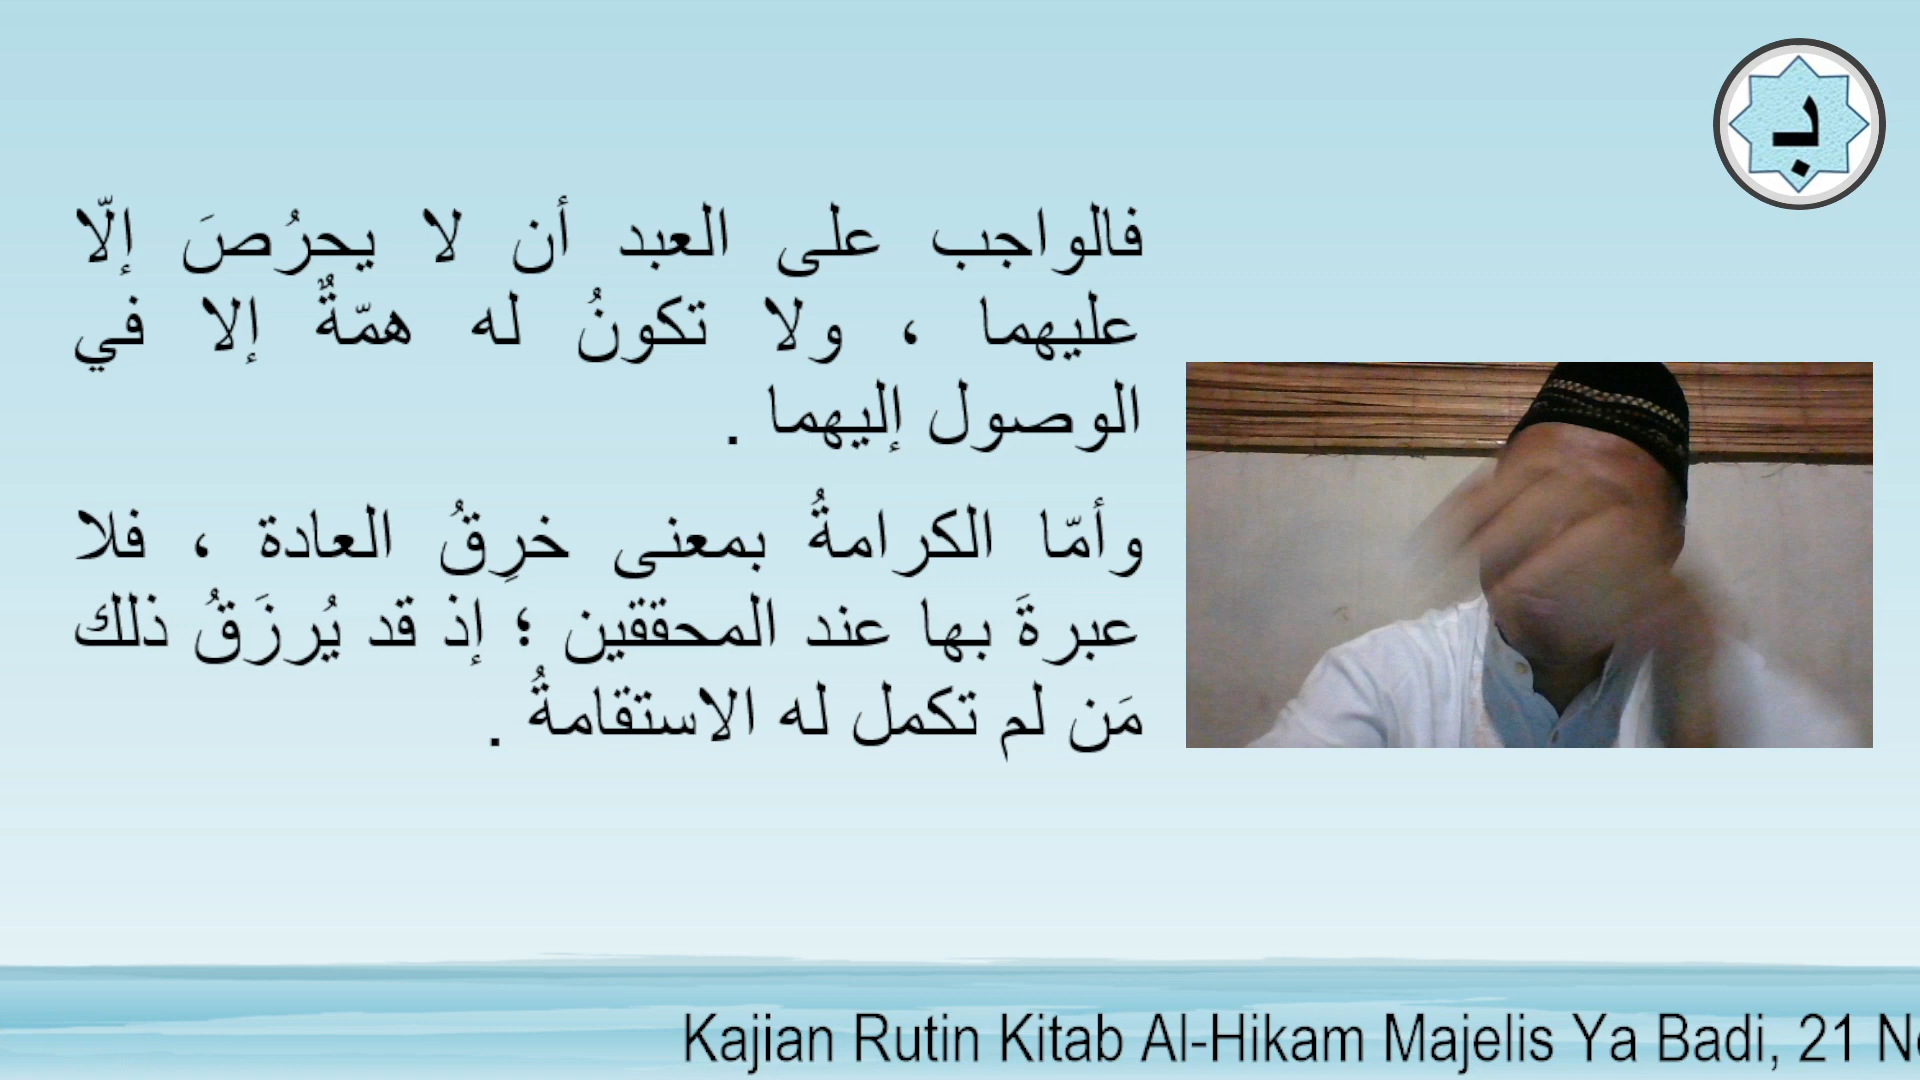 فالواجب على العبد أن لا يحرُصَ إلّا
عليهما ، ولا تكونُ له همّةٌ إلا في
الوصول إليهما .
وأمّا الكرامةُ بمعنى خرِقُ العادة ، فلا
عبرةَ بها عند المحققين ؛ إذ قد يُرزَقُ ذلك
مَن لم تكمل له الاستقامةُ .
Kajian Rutin Kitab Al-Hikam Majelis Ya Badi, 21